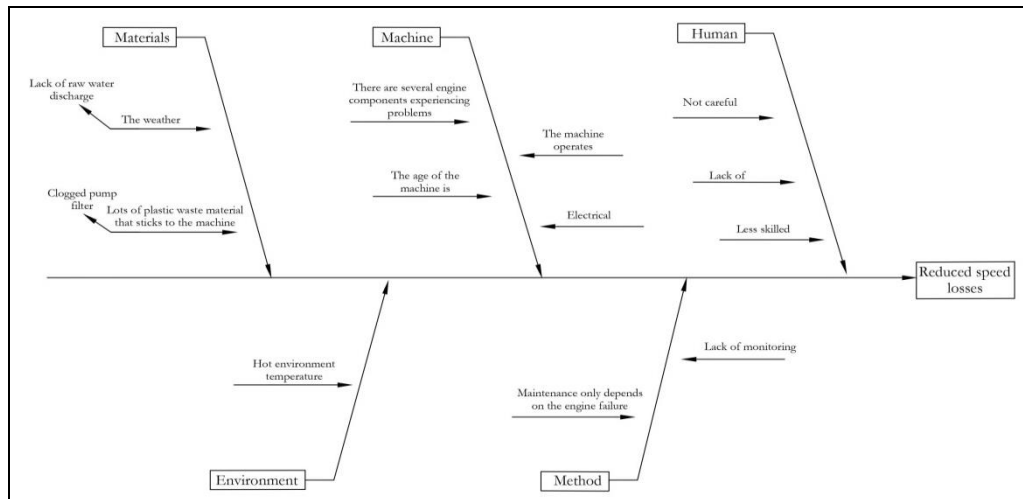 Materials
Machine
Human
Lack of raw water
discharge
The weather
Clogged pump
filter
Lots of plastic waste material
that sticks to the machine
There are several engine
components experiencing
problems
The machine
operates
The age of the
machine is
Electrical
Not careful
Lack of
Less skilled
Reduced speed
losses
Hot environment
temperature
Lack of monitoring
Maintenance only depends
on the engine failure
Environment
Method